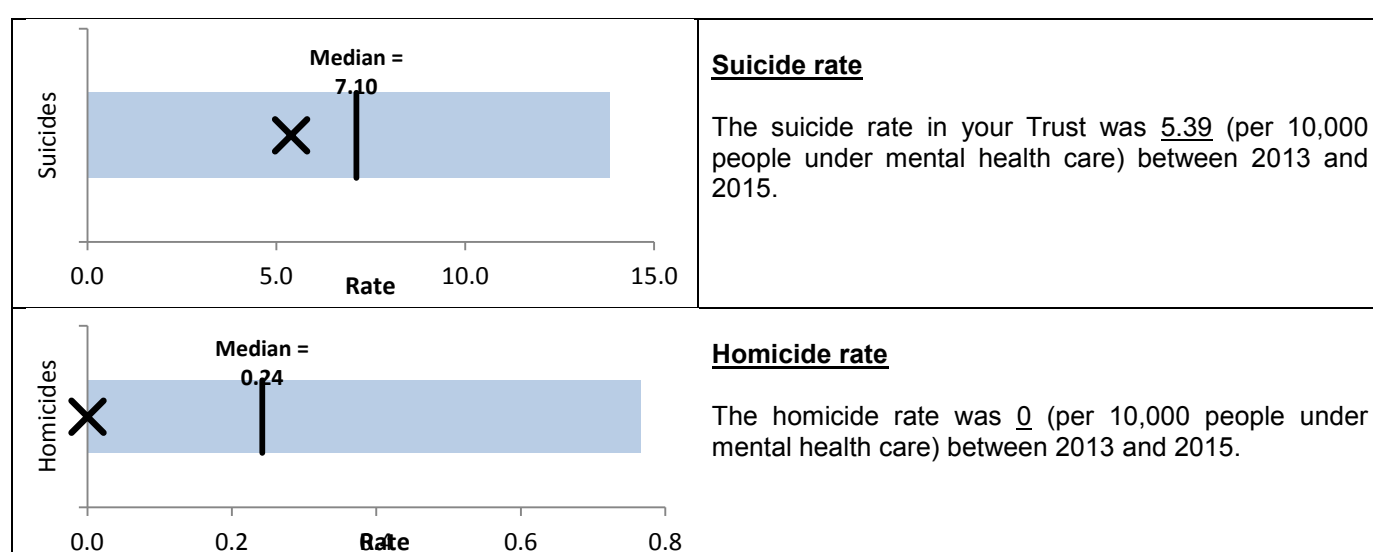 Median =
7.10
Suicides
0.0 5.0 10.0 15.0
Rate
Suicide rate
The suicide rate in your Trust was 5.39 (per 10,000
people under mental health care) between 2013 and
2015.
Median =
0.24
Homicides
0.0 0.2 0.4 0.6 0.8
Rate
Homicide rate
The homicide rate was 0 (per 10,000 people under
mental health care) between 2013 and 2015.